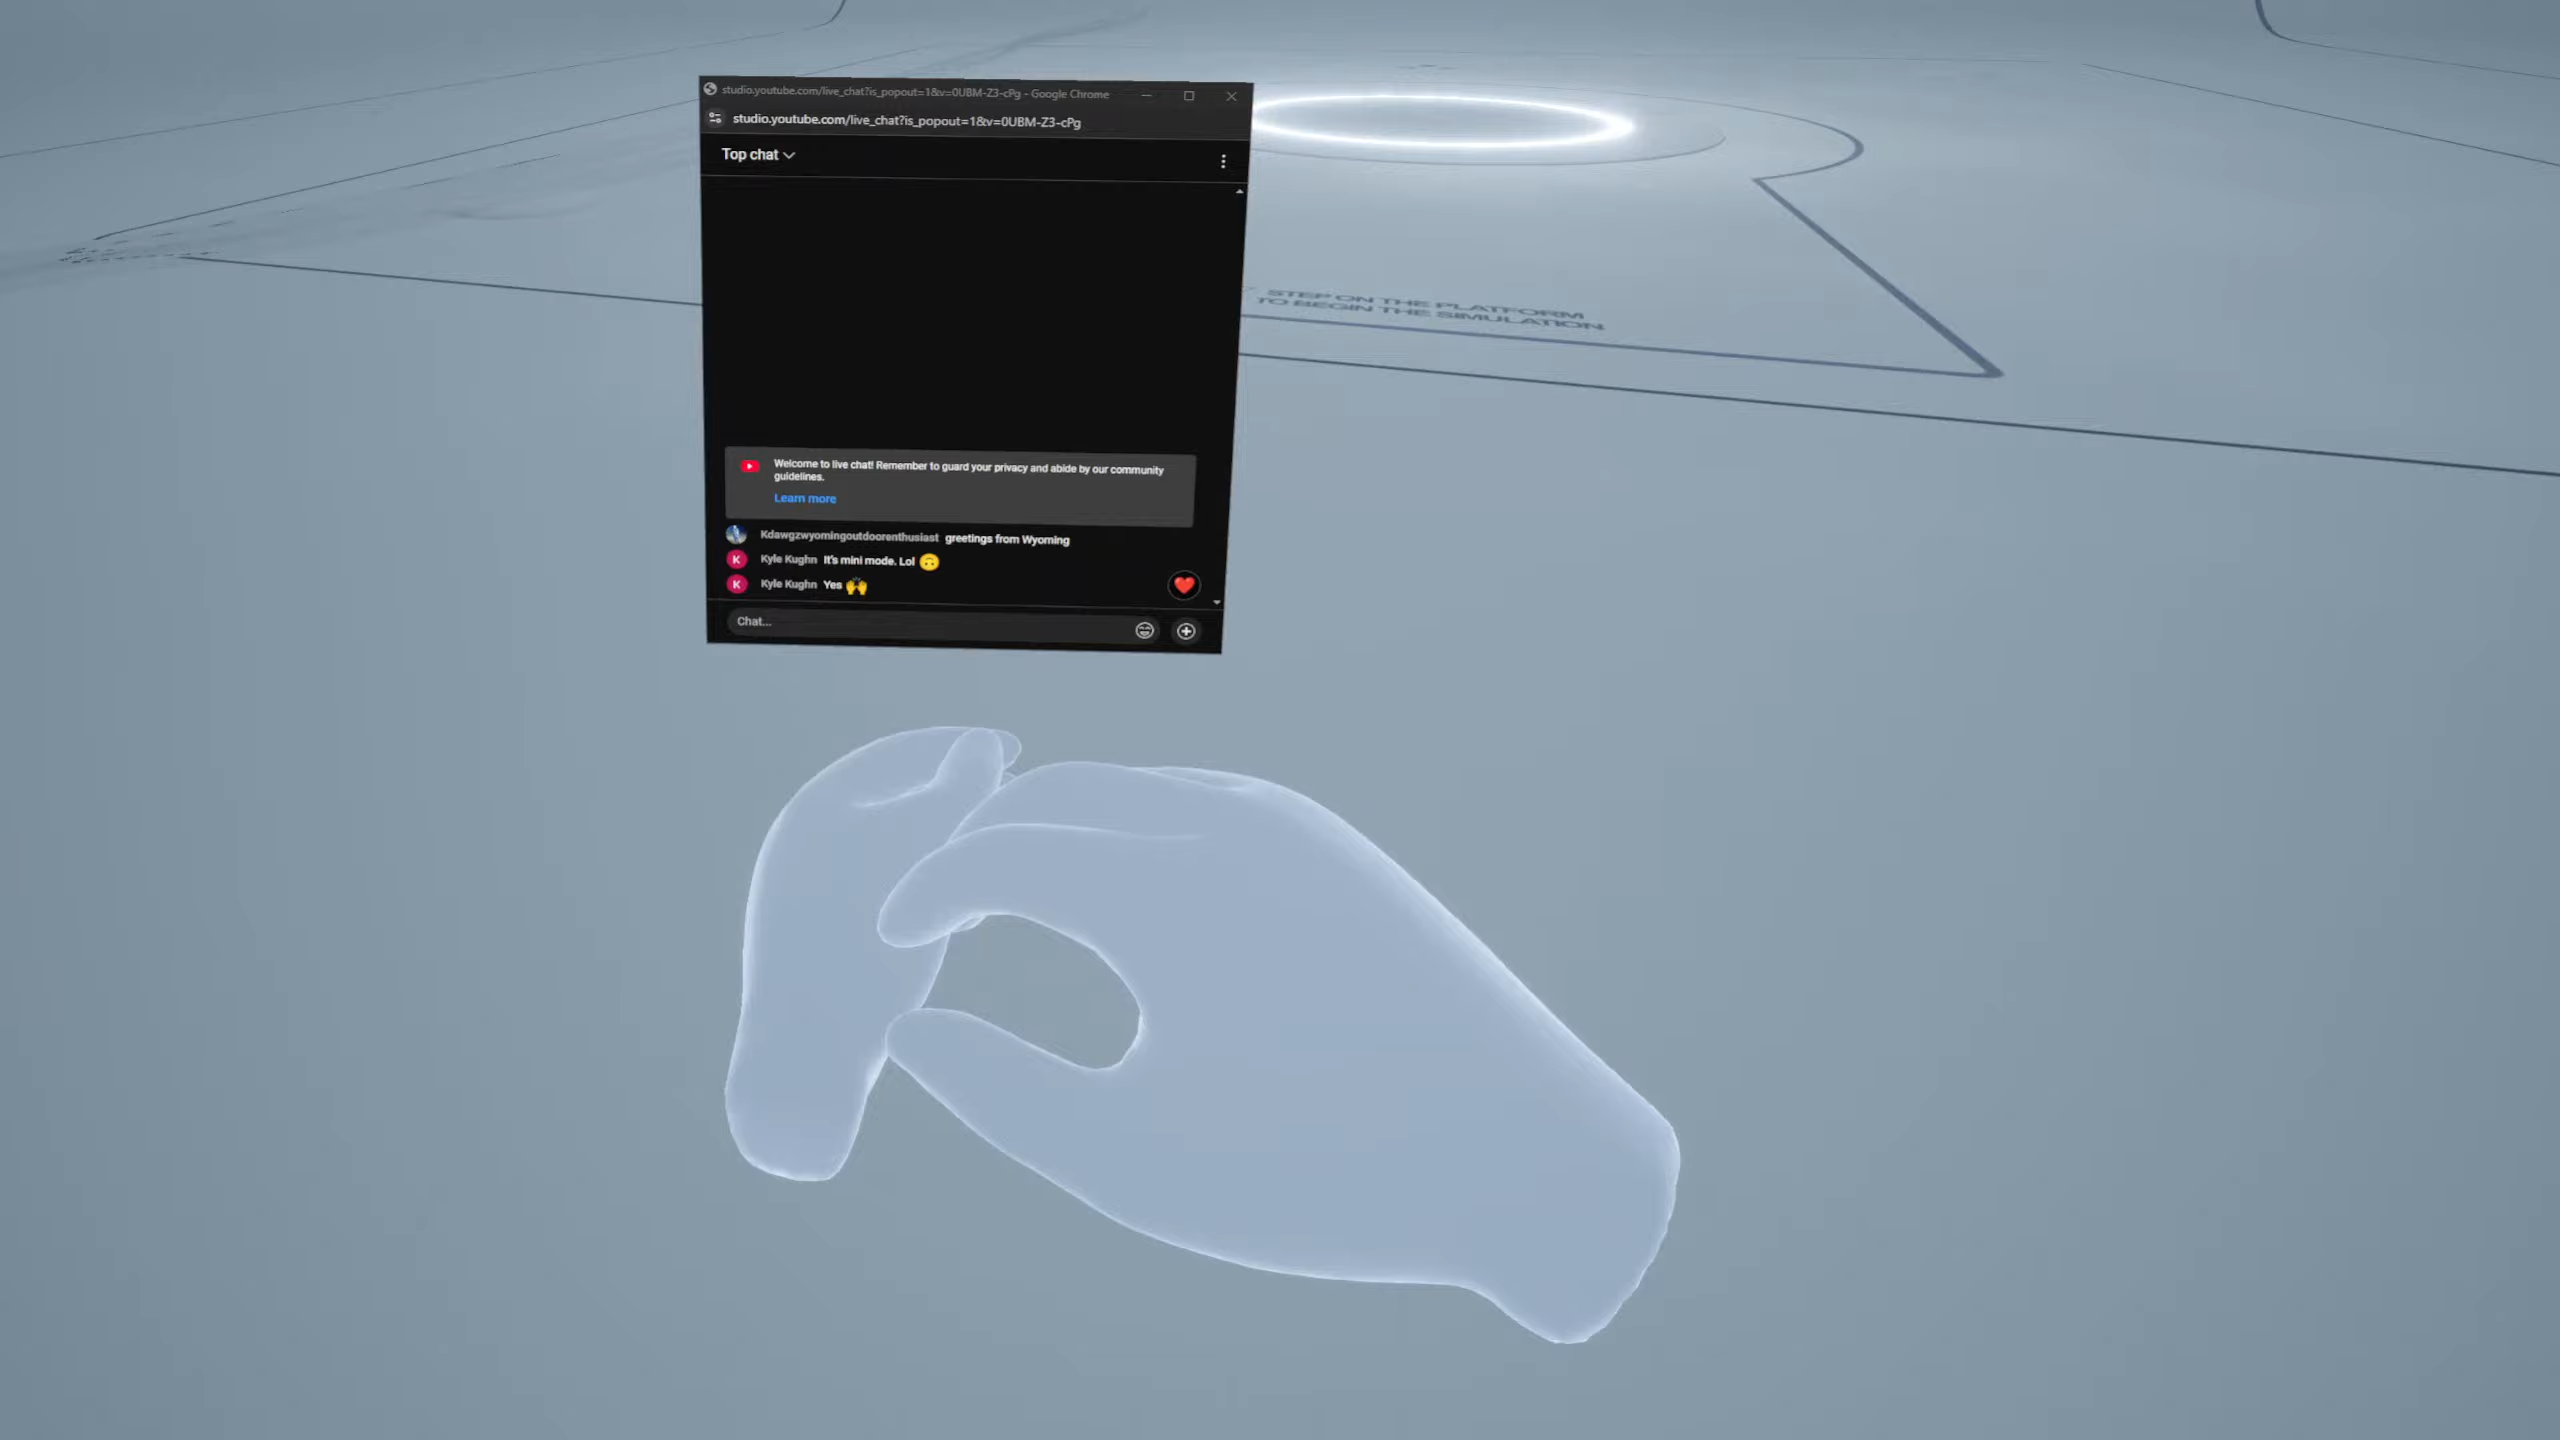 studio.youtube.com/live_chat?is_popout=1&v=0UBM-Z3-cPg - Google Chrome
studio.youtube.com/live_chat?is_popout=1&v=0UBM-Z3-cPg
Top chat
STEP ON THE PLATFORM
TO BEGIN THE SIMULATION
Welcome to live chat! Remember to guard your privacy and abide by our community
guidelines.
Learn more
Kdawgzwyomingoutdoorenthusiast greetings from Wyoming
K Kyle Kughn It's mini mode. Lol 🙃
K Kyle Kughn Yes 🙌
Chat...